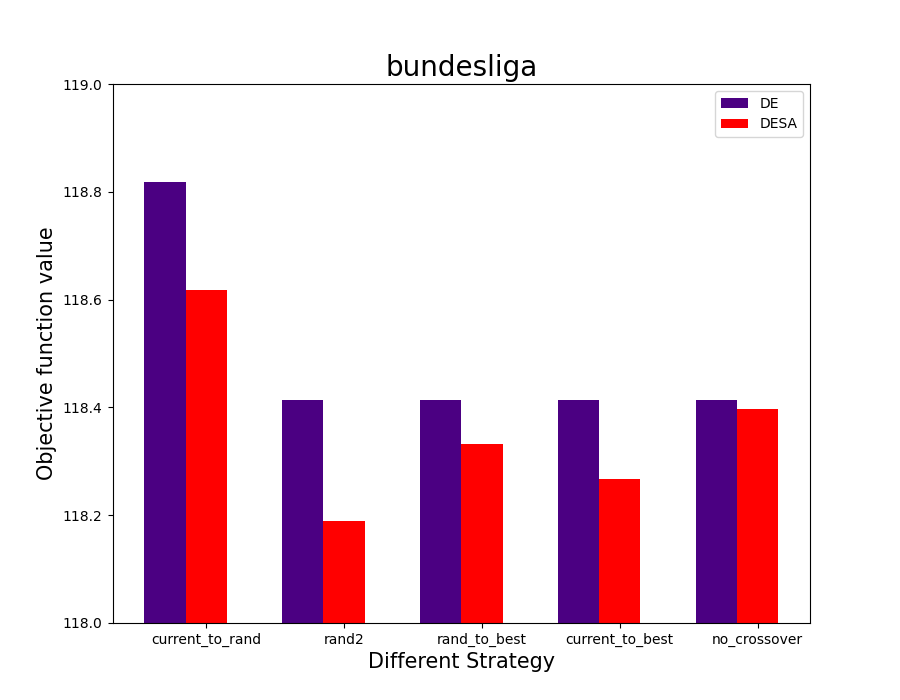 bundesliga
119.0
118.8
118.6
118.4
118.2
118.0
Objective function value
DE
DESA
current_to_rand
rand2
rand_to_best
current_to_best
no_crossover
Different Strategy